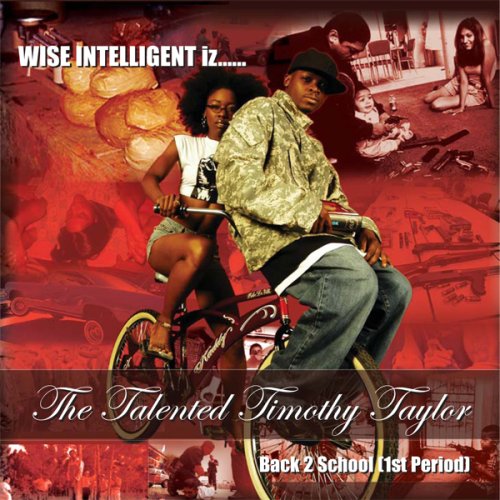 WISE INTELLIGENT iz......
The Talented Timothy Taylor
Back 2 School (1st Period)